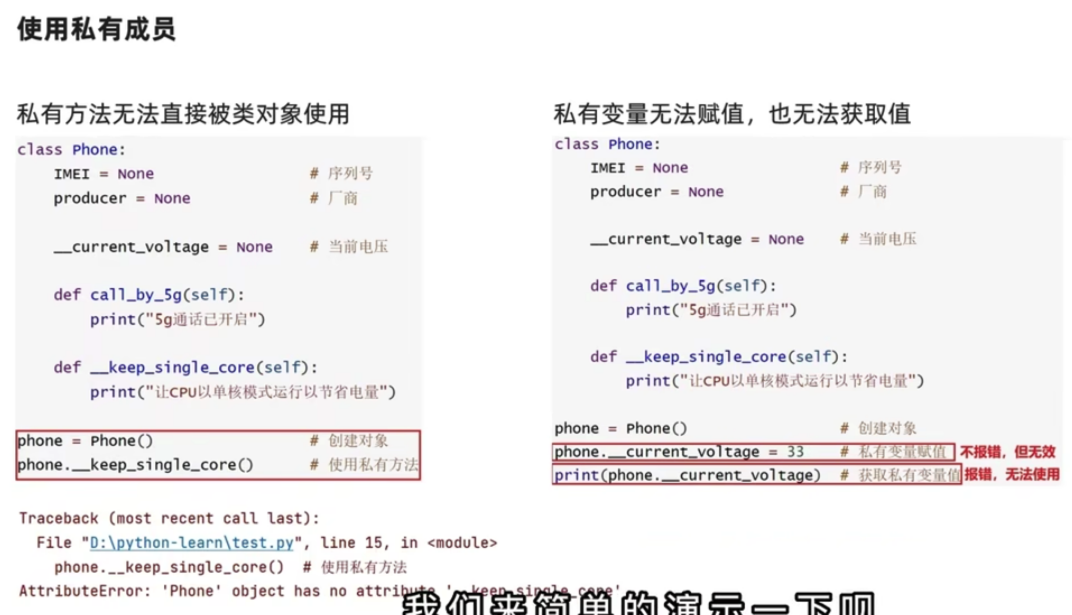 使用私有成员
私有方法无法直接被类对象使用
class Phone:
    IMEI = None # 序列号
    producer = None # 厂商
    __current_voltage = None # 当前电压
    def call_by_5g(self):
        print("5g通话已开启")
    def __keep_single_core(self):
        print("让CPU以单核模式运行以节省电量")
phone = Phone() # 创建对象
phone.__keep_single_core() # 使用私有方法
Traceback (most recent call last):
  File "D:\python-learn\test.py", line 15, in <module>
    phone.__keep_single_core() # 使用私有方法
AttributeError: 'Phone' object has no attribute '__keep_single_core'
私有变量无法赋值，也无法获取值
class Phone:
    IMEI = None # 序列号
    producer = None # 厂商
    __current_voltage = None # 当前电压
    def call_by_5g(self):
        print("5g通话已开启")
    def __keep_single_core(self):
        print("让CPU以单核模式运行以节省电量")
phone = Phone() # 创建对象
phone.__current_voltage = 33 # 私有变量赋值 不报错，但无效
print(phone.__current_voltage) # 获取私有变量值 报错，无法使用
我们来简单的演示一下呗